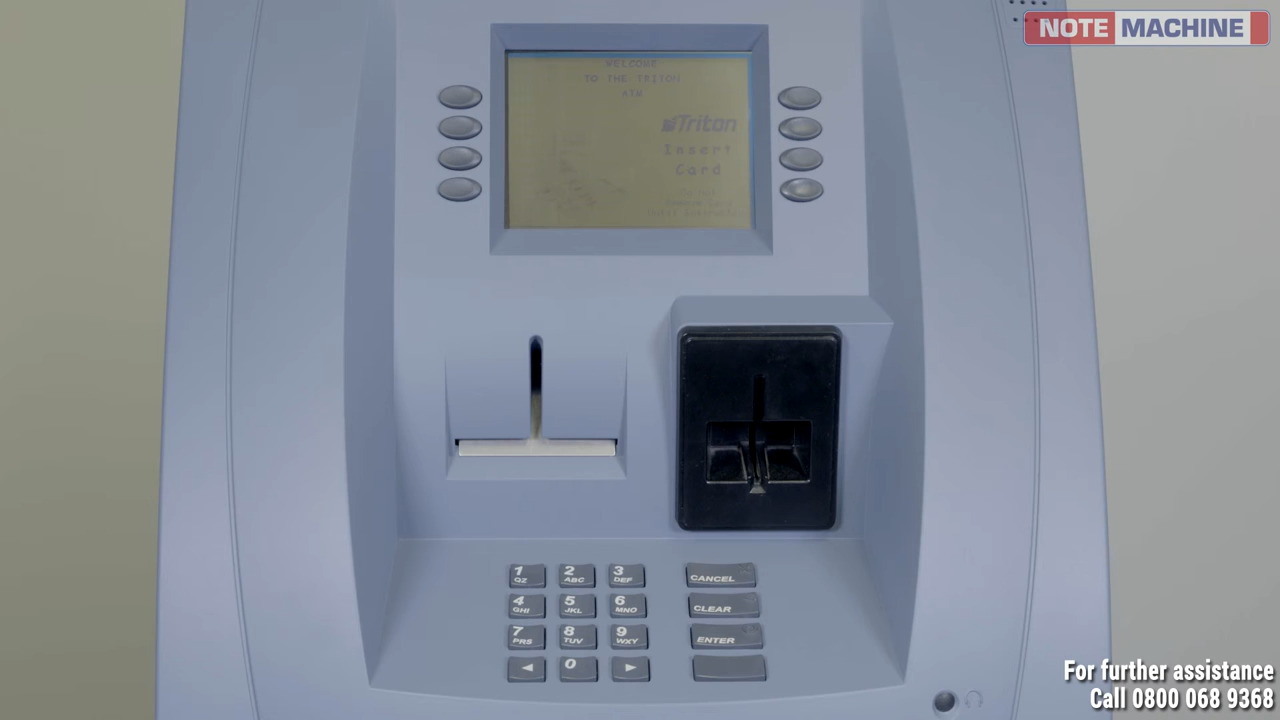 NOTE MACHINE
WELCOME
TO THE TRITON
ATM
Triton
Insert
Card
1 QZ 2 ABC 3 DEF CANCEL
4 GHI 5 JKL 6 MNO CLEAR
7 PRS 8 TUV 9 WXY ENTER
0
For further assistance
Call 0800 068 9368